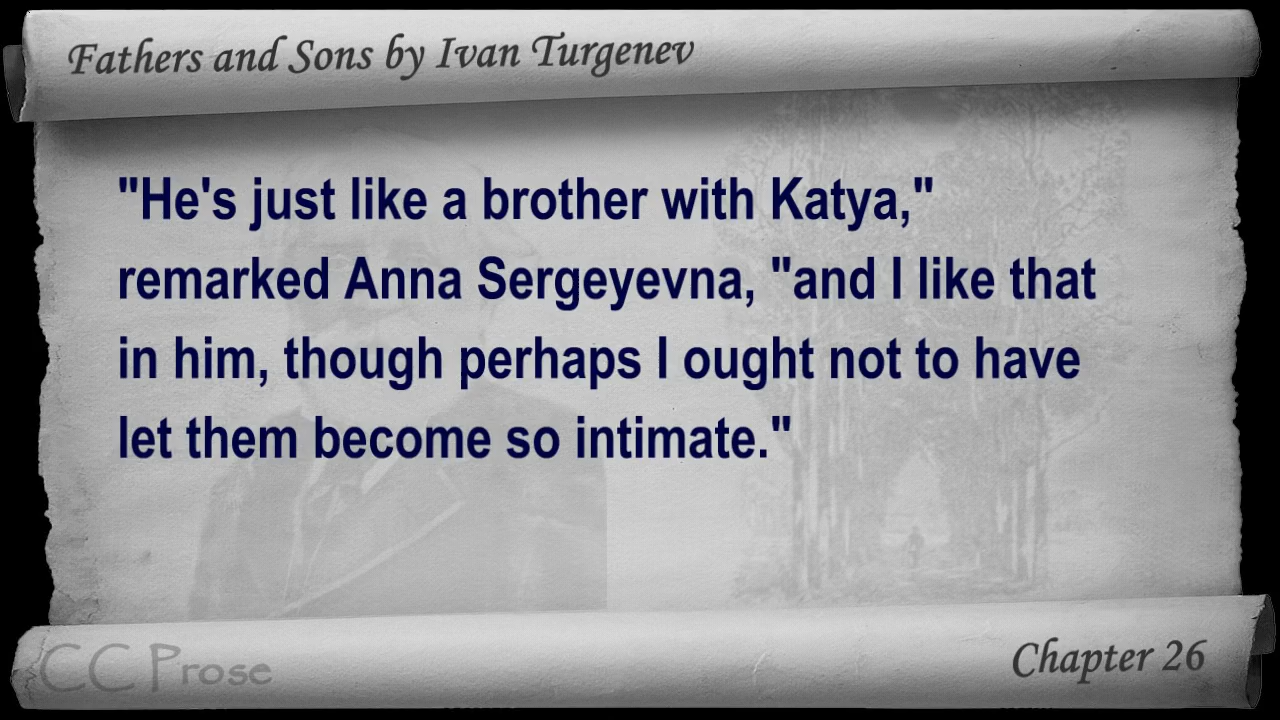 Fathers and Sons by Ivan Turgenev
"He's just like a brother with Katya,"
remarked Anna Sergeyevna, "and I like that
in him, though perhaps I ought not to have
let them become so intimate."
CC Prose
Chapter 26